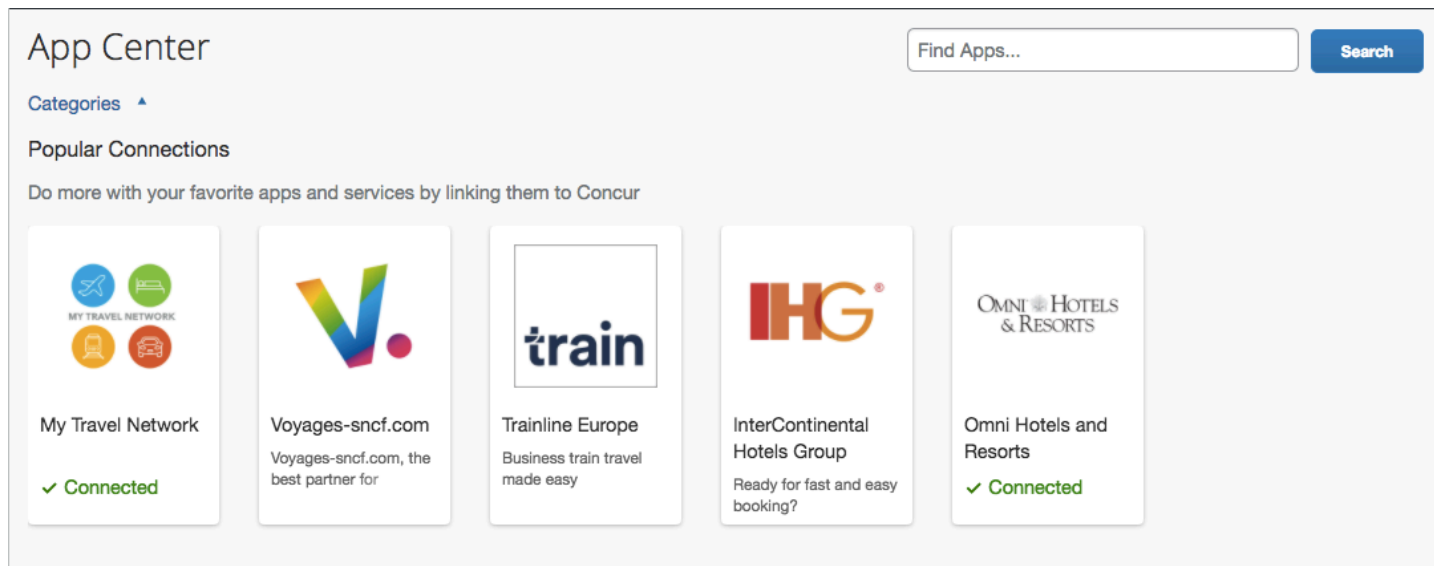 App Center
Find Apps...
Search
Categories
Popular Connections
Do more with your favorite apps and services by linking them to Concur
MY TRAVEL NETWORK
My Travel Network
✓ Connected
V.
Voyages-sncf.com
Voyages-sncf.com, the
best partner for
train
Trainline Europe
Business train travel
made easy
IHG®
InterContinental
Hotels Group
Ready for fast and easy
booking?
OMNI HOTELS
& RESORTS
Omni Hotels and
Resorts
✓ Connected